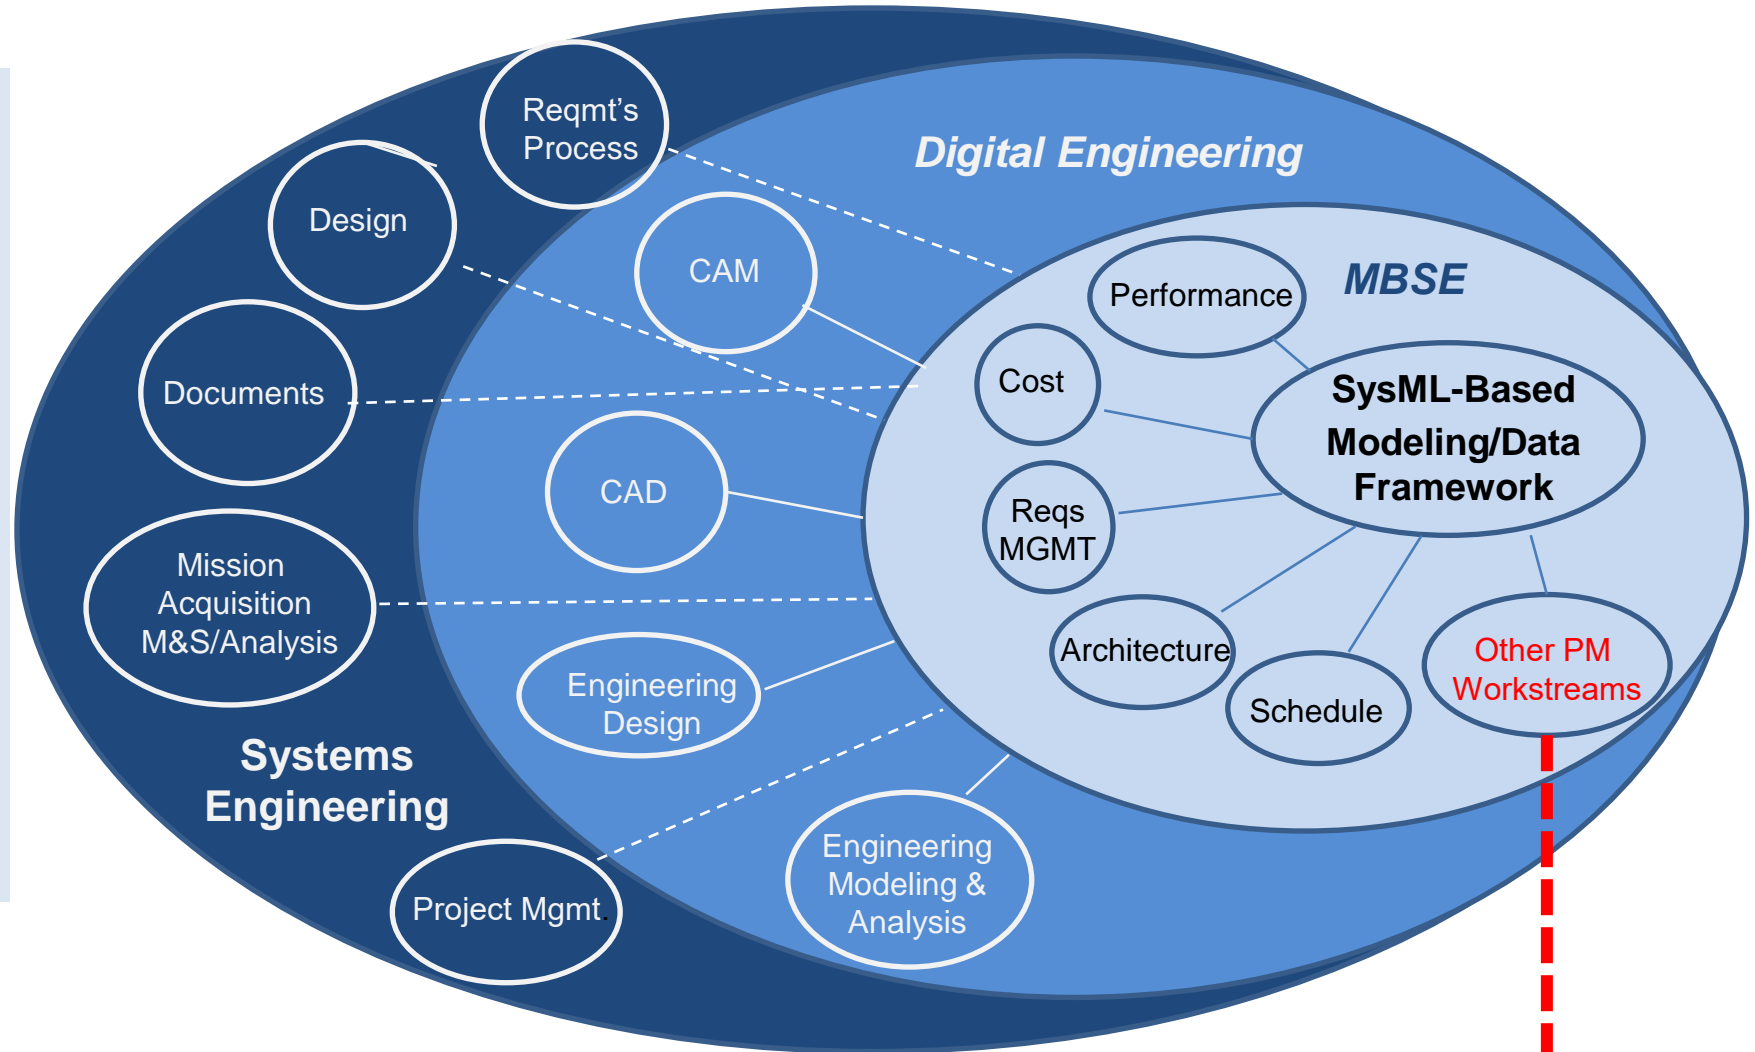 Reqmt's
Process
Digital Engineering
Design
CAM
MBSE
Performance
Documents
Cost
SysML-Based
Modeling/Data
Framework
CAD
Reqs
MGMT
Mission
Acquisition
M&S/Analysis
Engineering
Design
Architecture
Schedule
Other PM
Workstreams
Systems
Engineering
Project Mgmt.
Engineering
Modeling &
Analysis